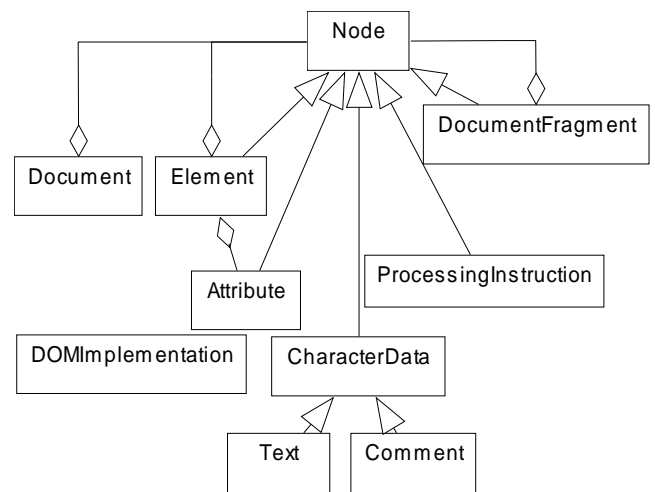 Node
DocumentFragment
Document
Element
ProcessingInstruction
Attribute
DOMImplementation
CharacterData
Text
Comment